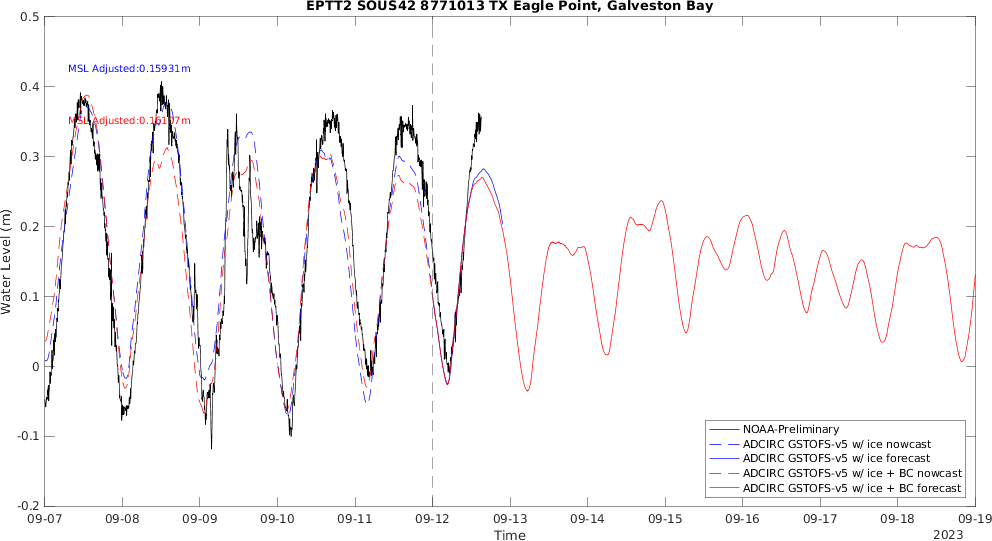 EPTT2 SOUS42 8771013 TX Eagle Point, Galveston Bay
0.5
0.4
0.3
0.2
0.1
0
-0.1
-0.2
Water Level (m)
MSL Adjusted:0.15931m
MSL Adjusted:0.16107m
NOAA-Preliminary
ADCIRC GSTOFS-v5 w/ ice nowcast
ADCIRC GSTOFS-v5 w/ ice forecast
ADCIRC GSTOFS-v5 w/ ice + BC nowcast
ADCIRC GSTOFS-v5 w/ ice + BC forecast
09-07 09-08 09-09 09-10 09-11 09-12 09-13 09-14 09-15 09-16 09-17 09-18 09-19
Time
2023